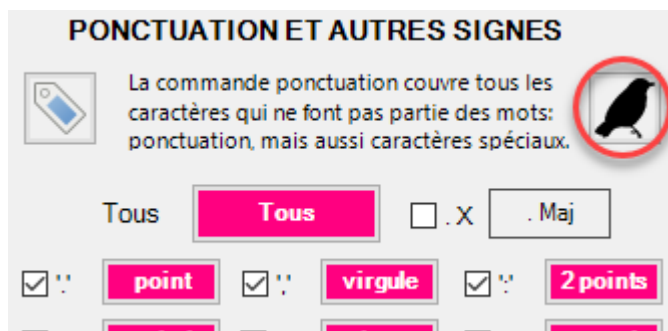 PONCTUATION ET AUTRES SIGNES
La commande ponctuation couvre tous les
caractères qui ne font pas partie des mots:
ponctuation, mais aussi caractères spéciaux.
Tous Tous . X . Maj
'.' point ',' virgule ':' 2 points